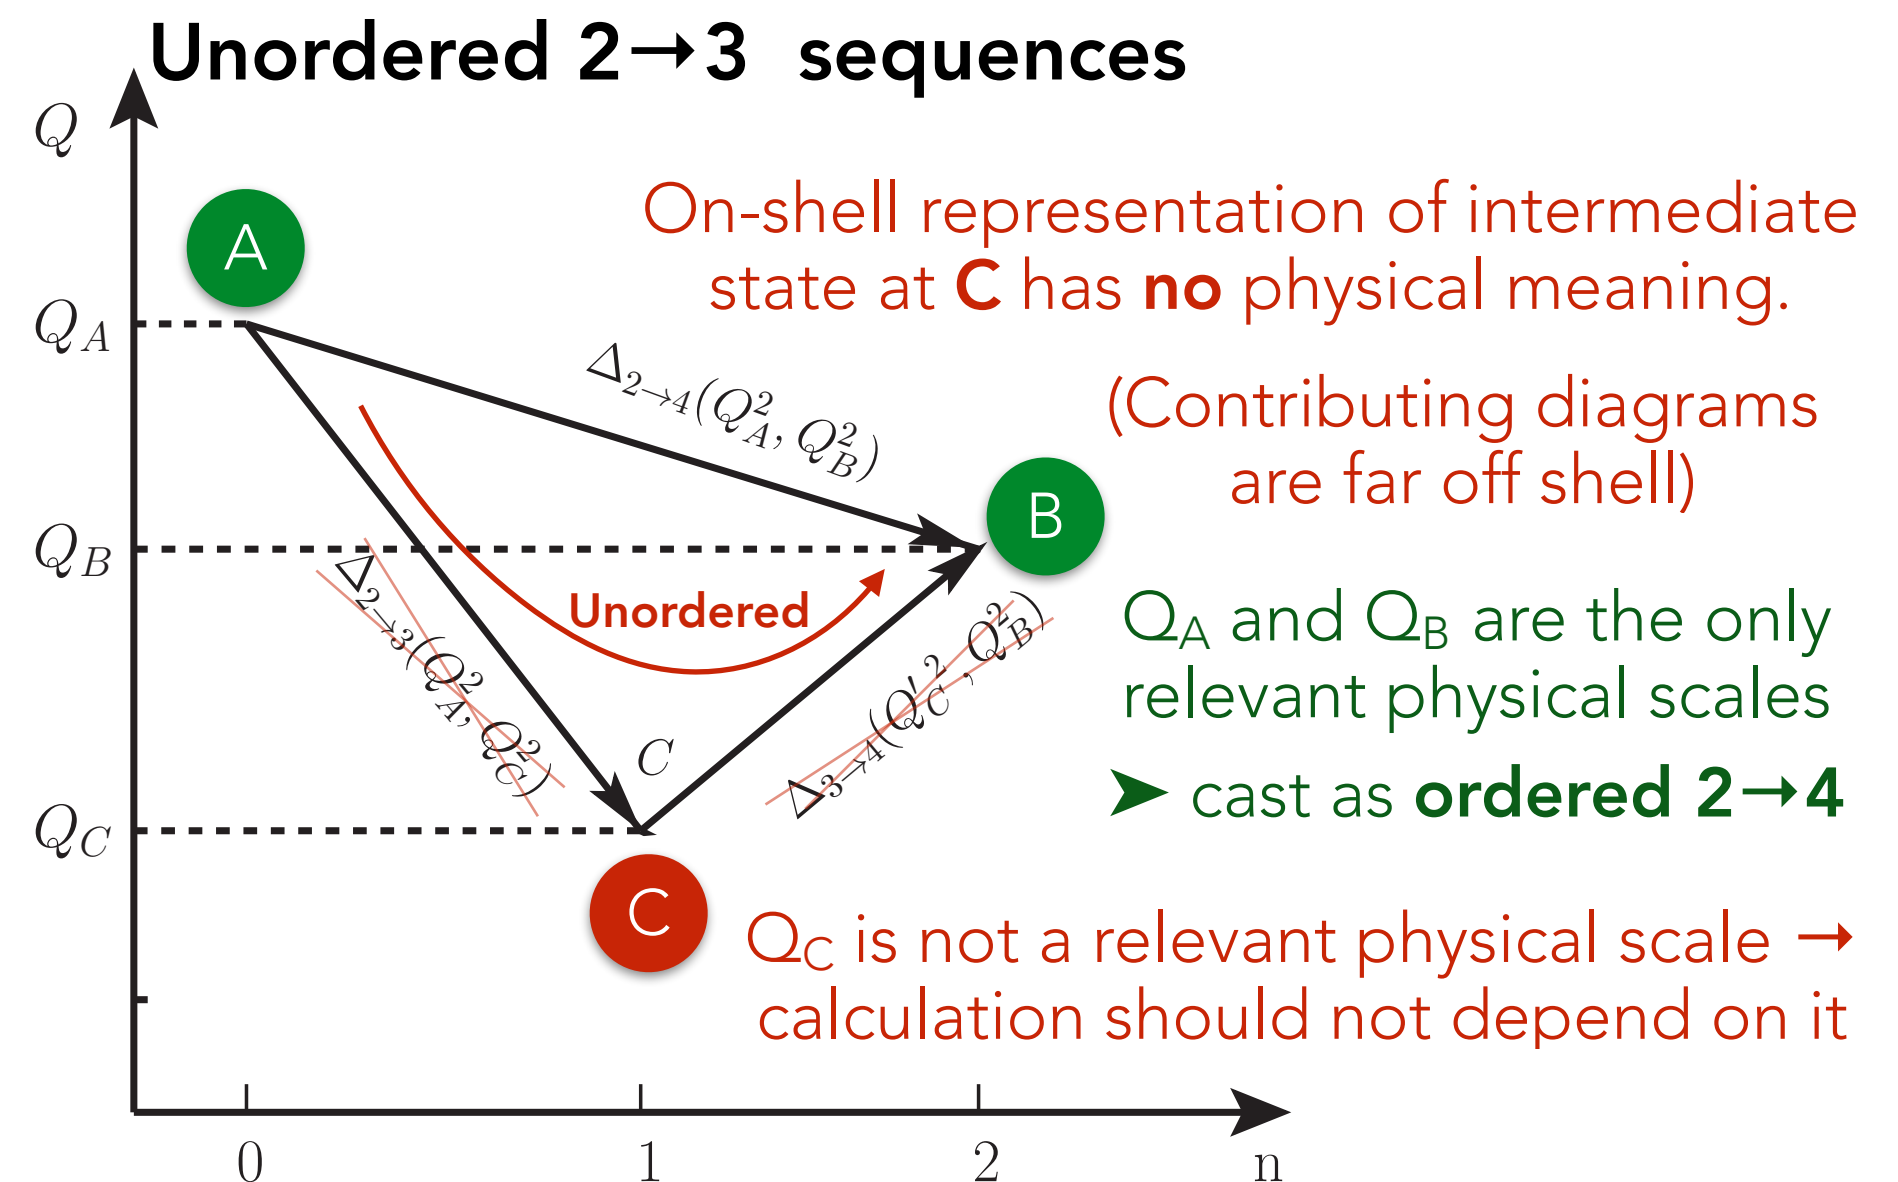 Unordered 2→3 sequences
Q
A
On-shell representation of intermediate
state at C has no physical meaning.
Q_A
Δ_{2→4}(Q_A^2, Q_B^2)
(Contributing diagrams
are far off shell)
B
Q_B
Unordered
Δ_{2→3}(Q_A^2, Q_C^2)
Δ_{3→4}(Q'_C^2, Q_B^2)
Q_A and Q_B are the only
relevant physical scales
➤ cast as ordered 2→4
C
Q_C
C
Q_C is not a relevant physical scale →
calculation should not depend on it
0 1 2 n